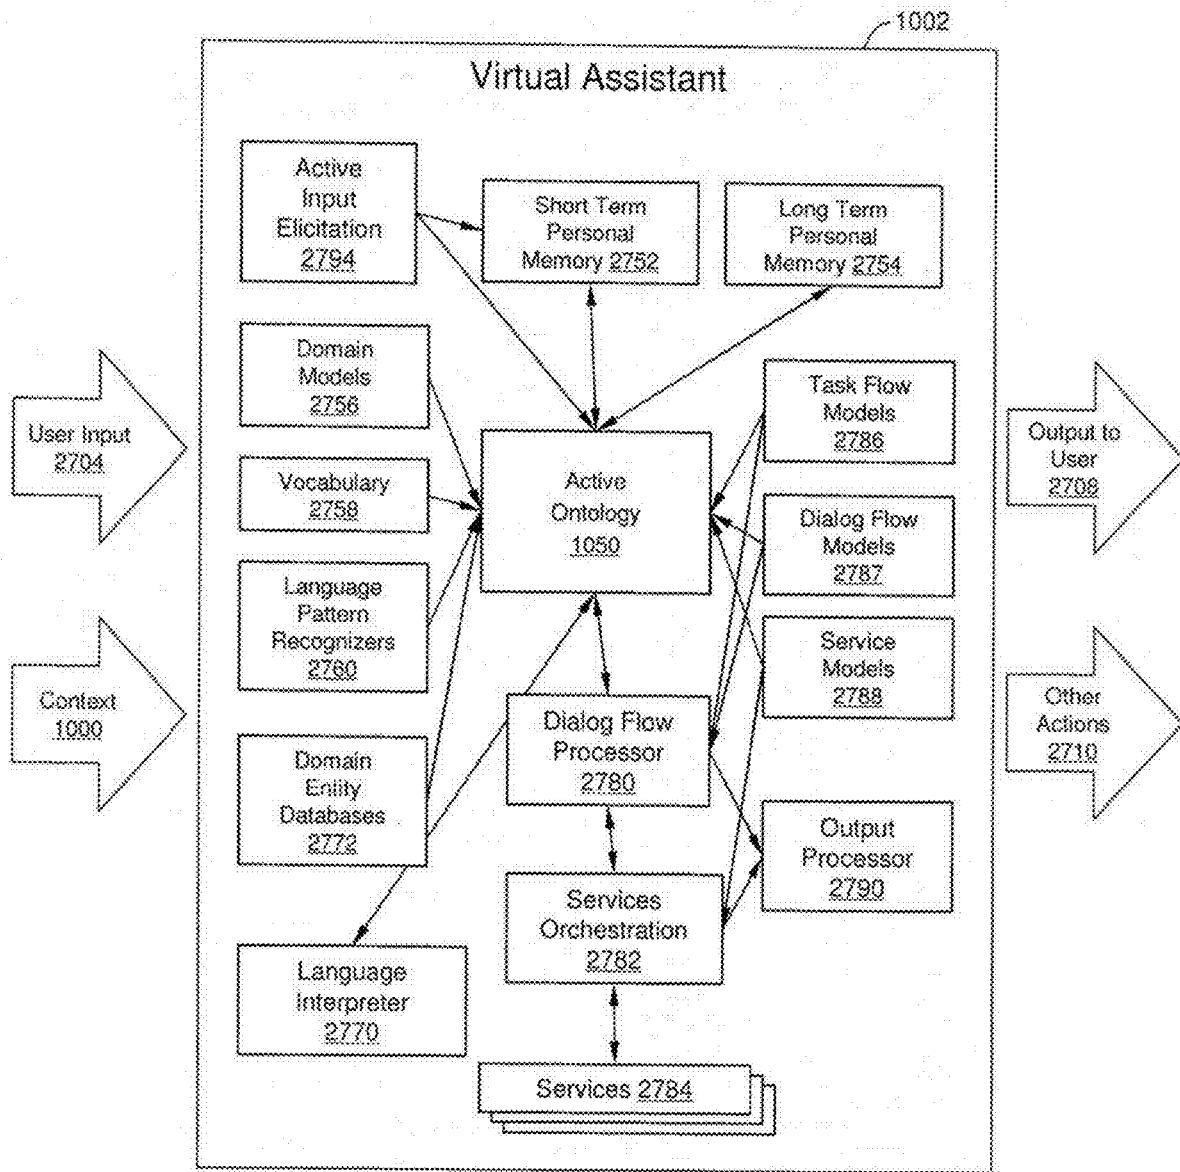 1002
Virtual Assistant
Active
Input
Elicitation
2794
Short Term
Personal
Memory 2752
Long Term
Personal
Memory 2754
Domain
Models
2756
User Input
2704
Vocabulary
2758
Language
Pattern
Recognizers
2760
Context
1000
Domain
Entity
Databases
2772
Language
Interpreter
2770
Active
Ontology
1050
Dialog Flow
Processor
2780
Services
Orchestration
2782
Services 2784
Task Flow
Models
2786
Dialog Flow
Models
2787
Service
Models
2788
Output
Processor
2790
Output to
User
2708
Other
Actions
2710